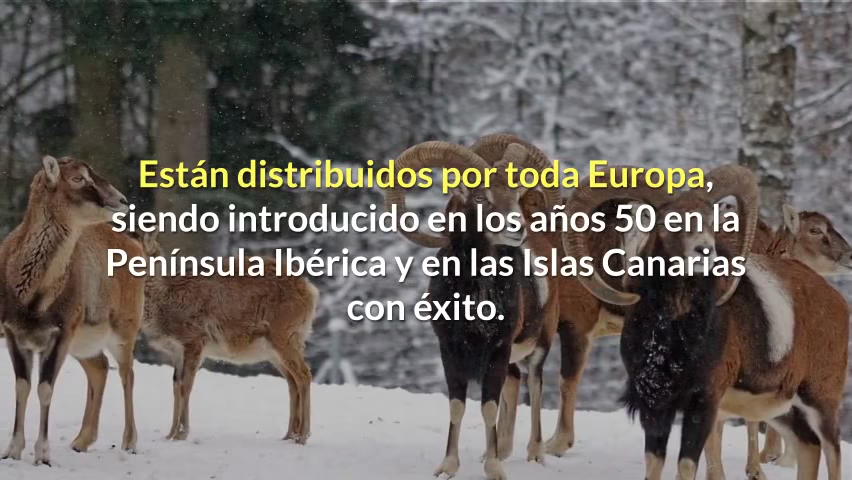 Están distribuidos por toda Europa,
siendo introducido en los años 50 en la
Península Ibérica y en las Islas Canarias
con éxito.